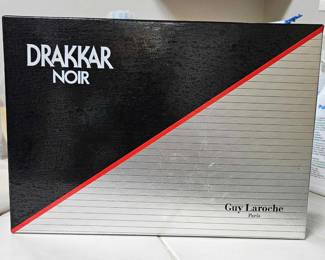 DRAKKAR
NOIR
Guy Laroche
Paris